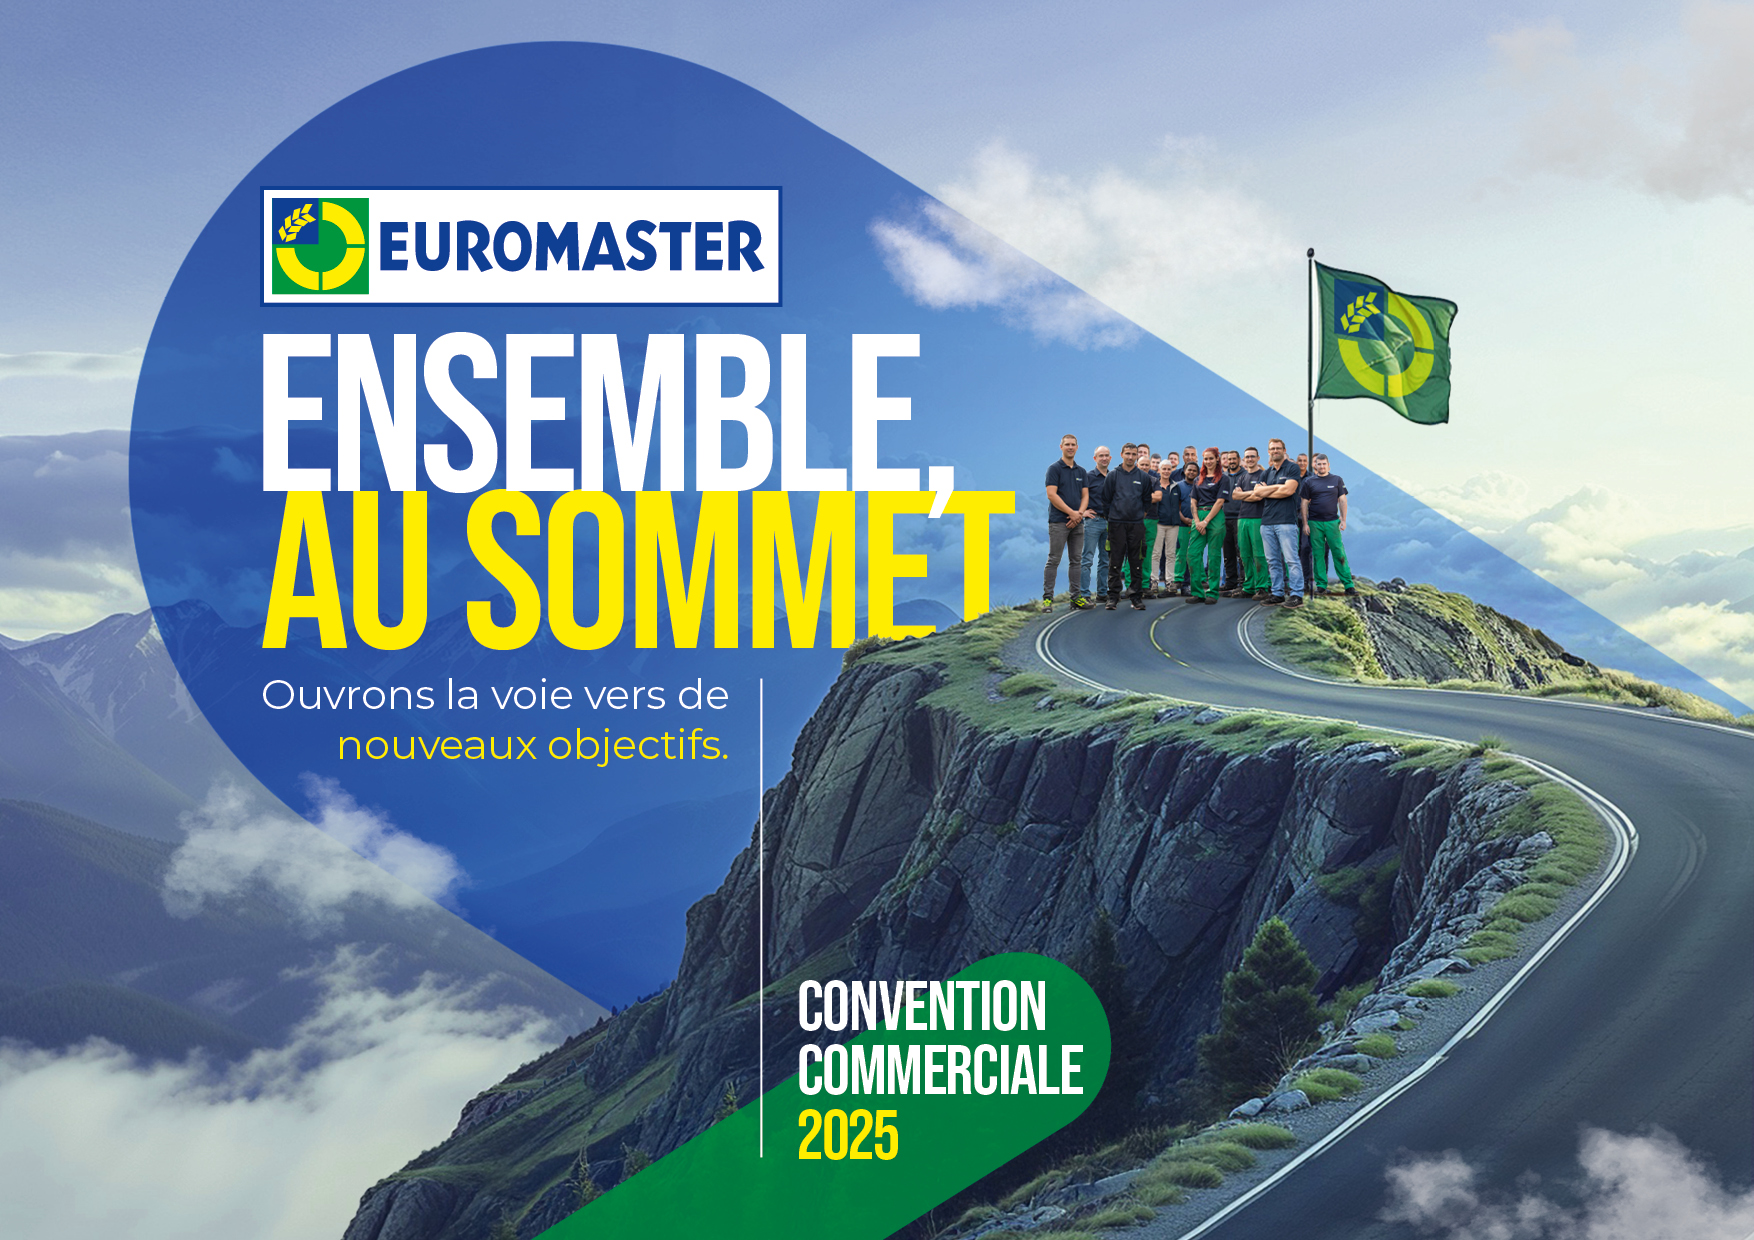 EUROMASTER
ENSEMBLE,
AU SOMMET
Ouvrons la voie vers de
nouveaux objectifs.
CONVENTION
COMMERCIALE
2025